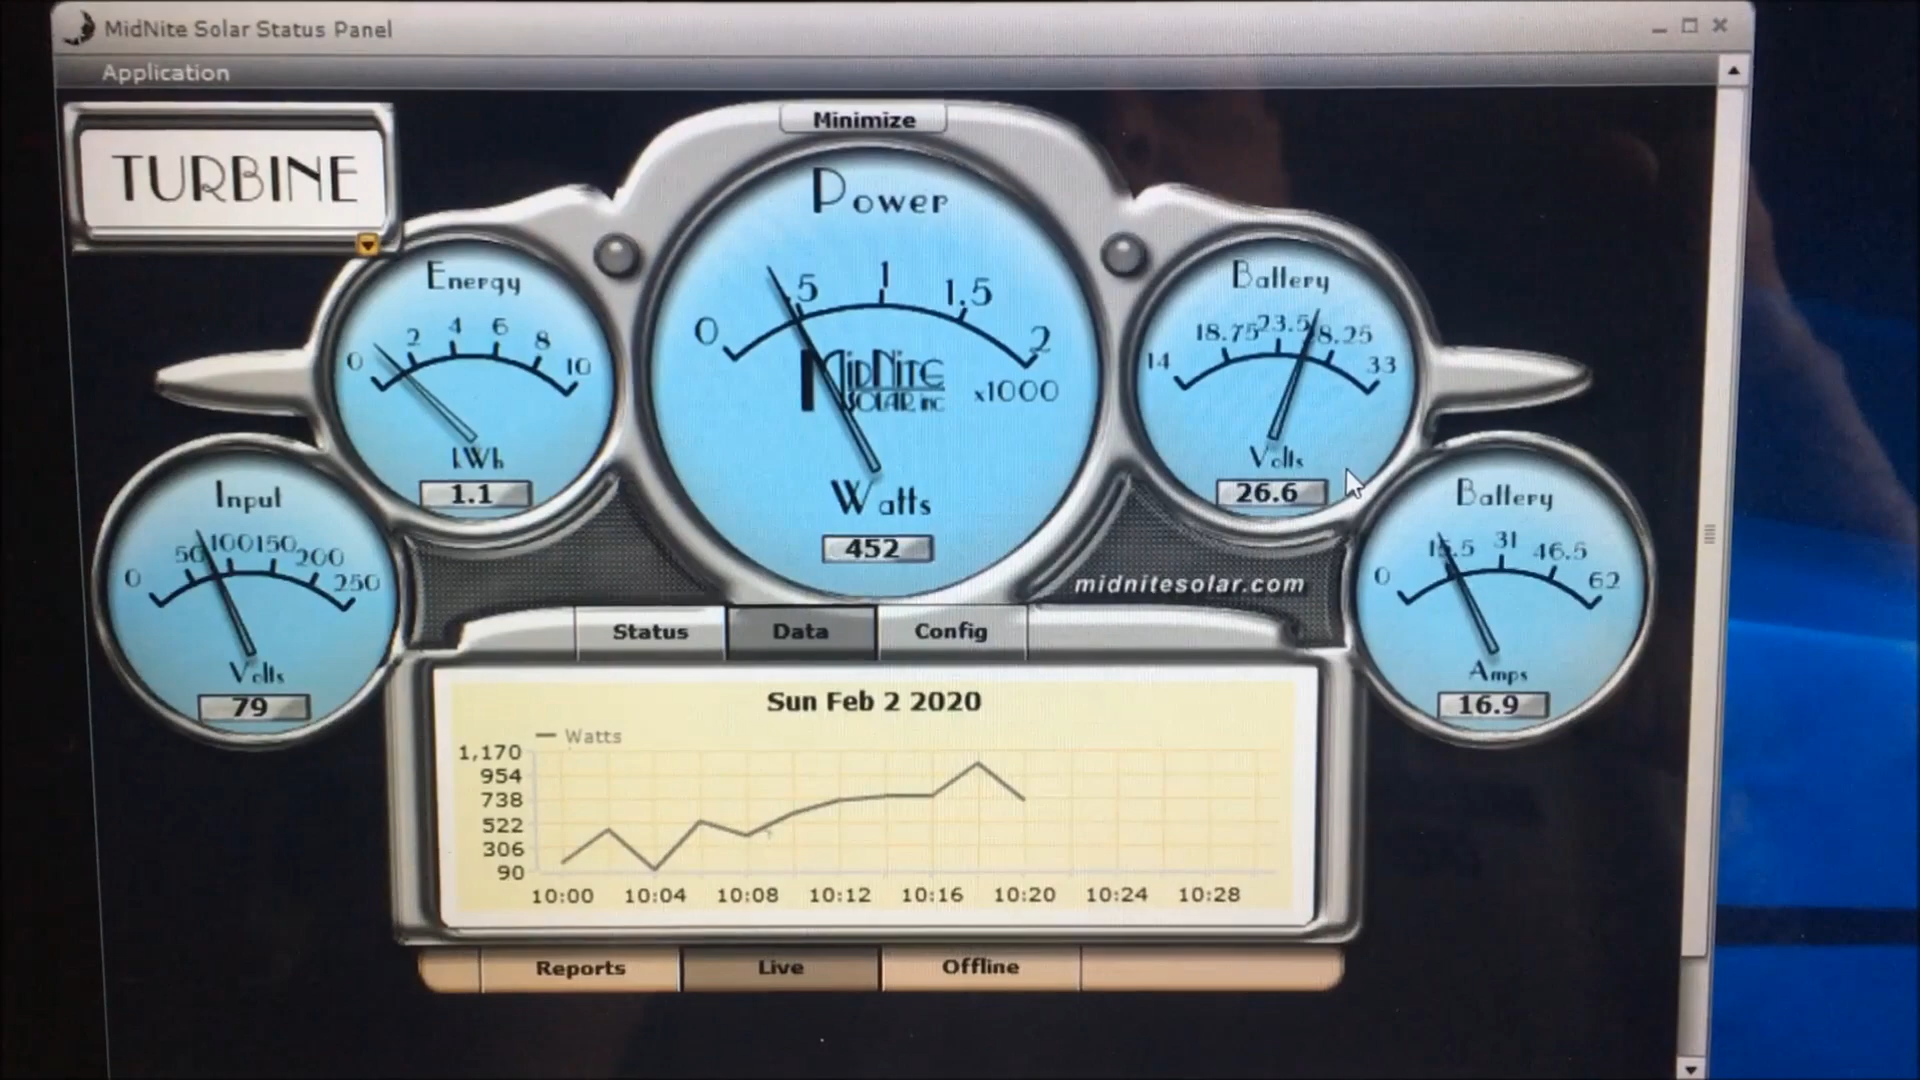 MidNite Solar Status Panel
Application
TURBINE
Minimize
Power
0 .5 1 1.5 2
x1000
MIDNITE
SOLAR, INC
Watts
452
Energy
0 2 4 6 8 10
kWh
1.1
Battery
14 18.75 23.5 28.25 33
Volts
26.6
Input
0 50 100 150 200 250
Volts
79
Battery
0 15.5 31 46.5 62
Amps
16.9
midnitesolar.com
Status Data Config
Sun Feb 2 2020
Watts
1,170
954
738
522
306
90
10:00 10:04 10:08 10:12 10:16 10:20 10:24 10:28
Reports Live Offline